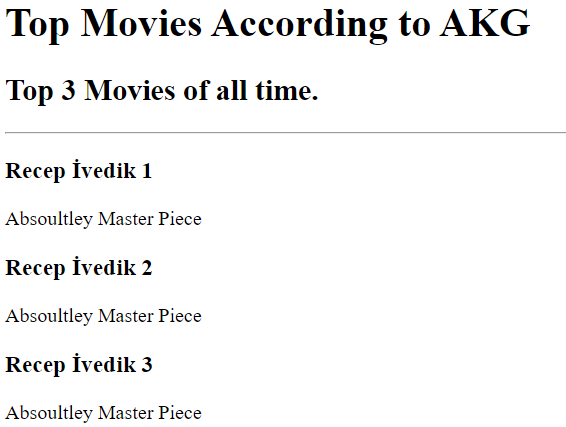 Top Movies According to AKG
Top 3 Movies of all time.
Recep İvedik 1
Absoultley Master Piece
Recep İvedik 2
Absoultley Master Piece
Recep İvedik 3
Absoultley Master Piece